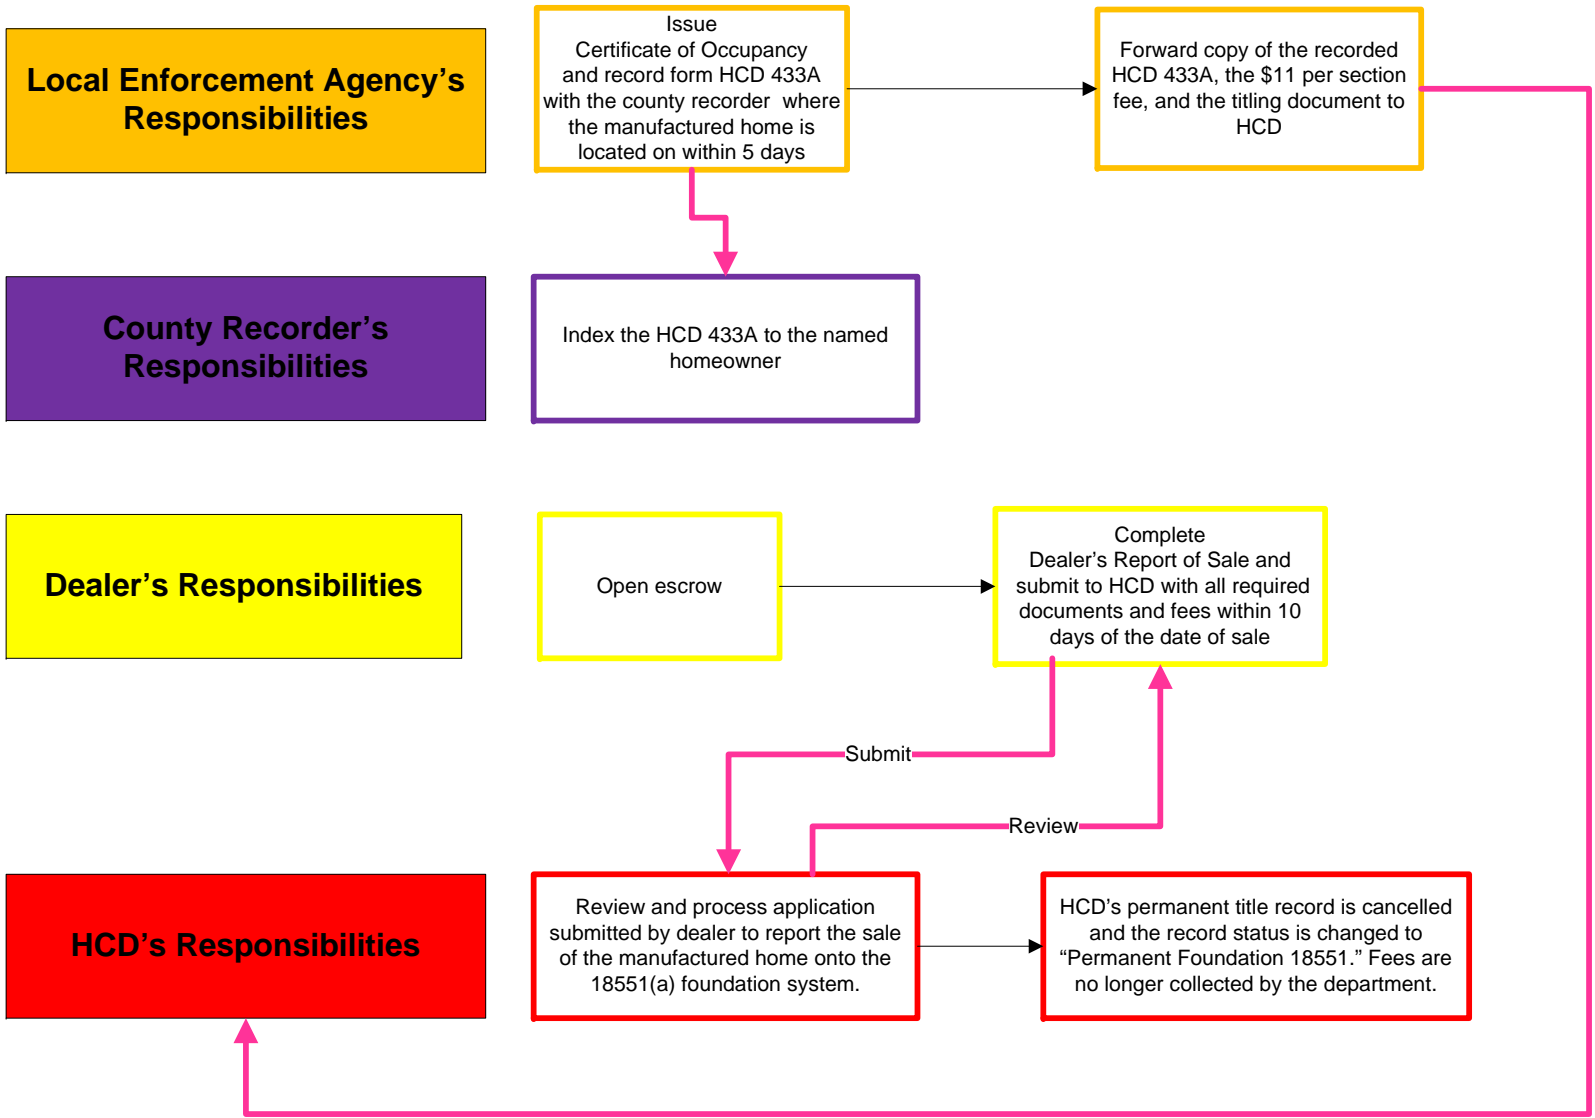 Local Enforcement Agency’s
Responsibilities
Issue
Certificate of Occupancy
and record form HCD 433A
with the county recorder  where
the manufactured home is
located on within 5 days
Forward copy of the recorded
HCD 433A, the $11 per section
fee, and the titling document to
HCD
County Recorder’s
Responsibilities
Index the HCD 433A to the named
homeowner
Dealer’s Responsibilities
Open escrow
Complete
Dealer’s Report of Sale and
submit to HCD with all required
documents and fees within 10
days of the date of sale
Submit
Review
HCD’s Responsibilities
Review and process application
submitted by dealer to report the sale
of the manufactured home onto the
18551(a) foundation system.
HCD’s permanent title record is cancelled
and the record status is changed to
“Permanent Foundation 18551.” Fees are
no longer collected by the department.